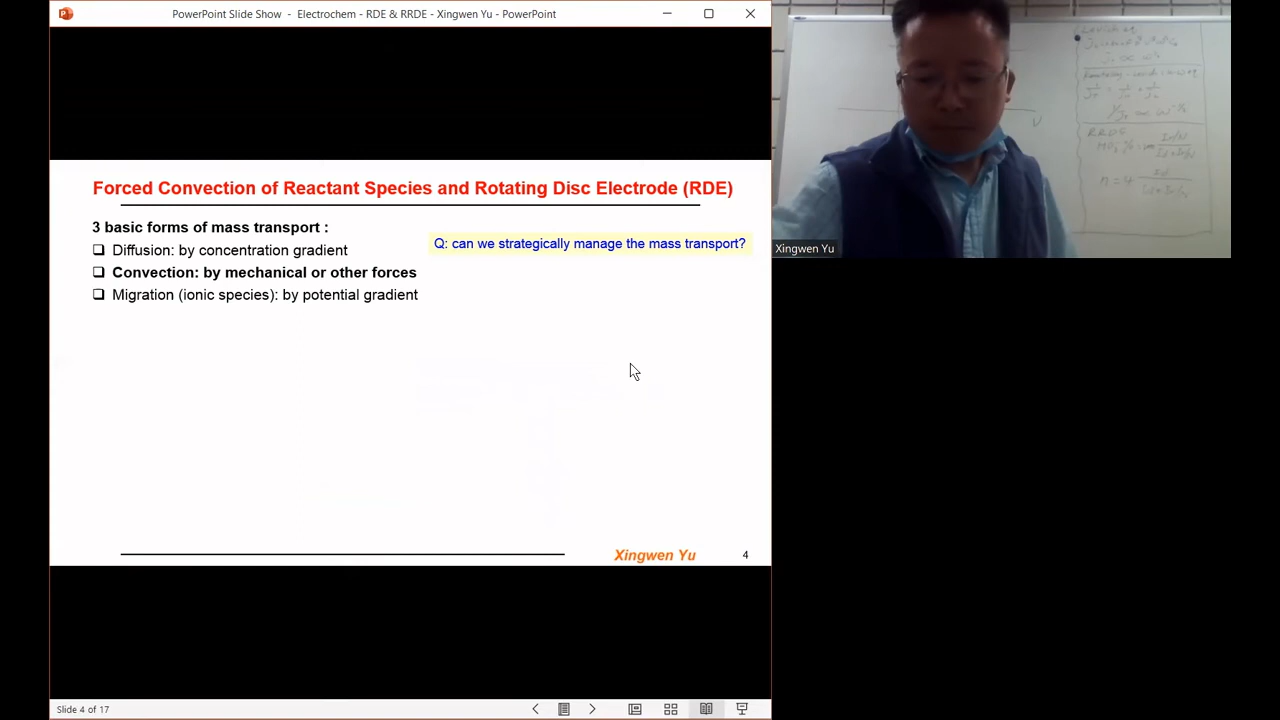 PowerPoint Slide Show - Electrochem - RDE & RRDE - Xingwen Yu - PowerPoint
Forced Convection of Reactant Species and Rotating Disc Electrode (RDE)
3 basic forms of mass transport :
Diffusion: by concentration gradient
Q: can we strategically manage the mass transport?
Convection: by mechanical or other forces
Migration (ionic species): by potential gradient
Xingwen Yu
4
Slide 4 of 17
Xingwen Yu
RRDE